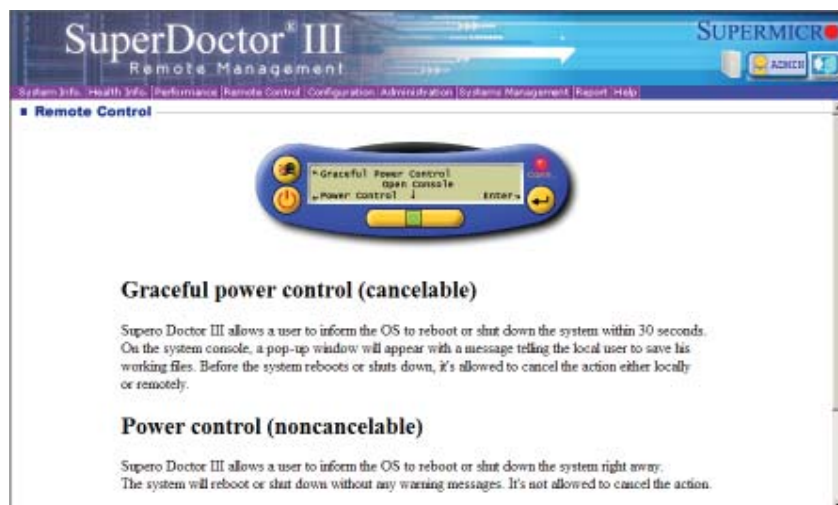 SuperDoctor® III
Remote Management
SUPERMICR
ADMIN
System Info. Health Info. Performance Remote Control Configuration Administration Systems Management Report Help
Remote Control
Graceful Power Control
Open Console
Power Control ↓ Enter
Graceful power control (cancelable)
Supero Doctor III allows a user to inform the OS to reboot or shut down the system within 30 seconds.
On the system console, a pop-up window will appear with a message telling the local user to save his
working files. Before the system reboots or shuts down, it's allowed to cancel the action either locally
or remotely.
Power control (noncancelable)
Supero Doctor III allows a user to inform the OS to reboot or shut down the system right away.
The system will reboot or shut down without any warning messages. It's not allowed to cancel the action.